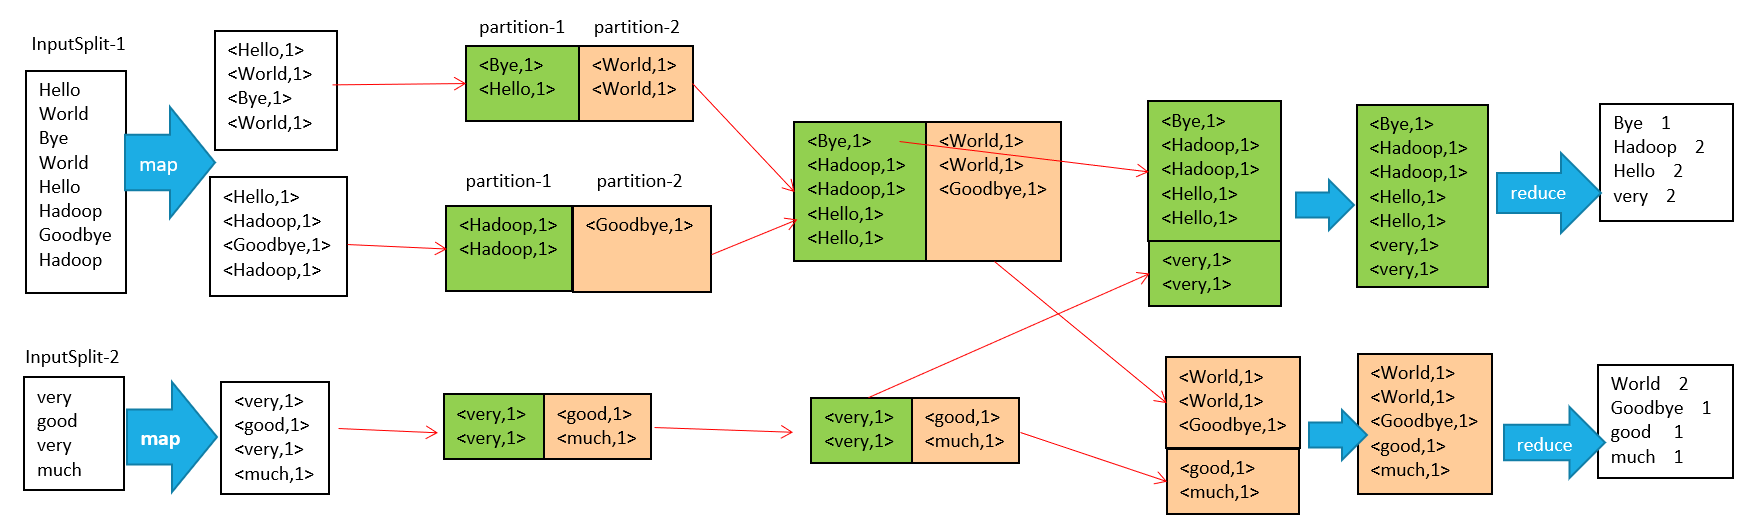 InputSplit-1
Hello
World
Bye
World
Hello
Hadoop
Goodbye
Hadoop
map
<Hello,1>
<World,1>
<Bye,1>
<World,1>
<Hello,1>
<Hadoop,1>
<Goodbye,1>
<Hadoop,1>
partition-1 partition-2
<Bye,1> <World,1>
<Hello,1> <World,1>
partition-1 partition-2
<Hadoop,1> <Goodbye,1>
<Hadoop,1>
<Bye,1> <World,1>
<Hadoop,1> <World,1>
<Hadoop,1> <Goodbye,1>
<Hello,1>
<Hello,1>
<Bye,1>
<Hadoop,1>
<Hadoop,1>
<Hello,1>
<Hello,1>
<very,1>
<very,1>
<Bye,1>
<Hadoop,1>
<Hadoop,1>
<Hello,1>
<Hello,1>
<very,1>
<very,1>
reduce
Bye 1
Hadoop 2
Hello 2
very 2
InputSplit-2
very
good
very
much
map
<very,1>
<good,1>
<very,1>
<much,1>
<very,1> <good,1>
<very,1> <much,1>
<very,1> <good,1>
<very,1> <much,1>
<World,1>
<World,1>
<Goodbye,1>
<good,1>
<much,1>
<World,1>
<World,1>
<Goodbye,1>
<good,1>
<much,1>
reduce
World 2
Goodbye 1
good 1
much 1